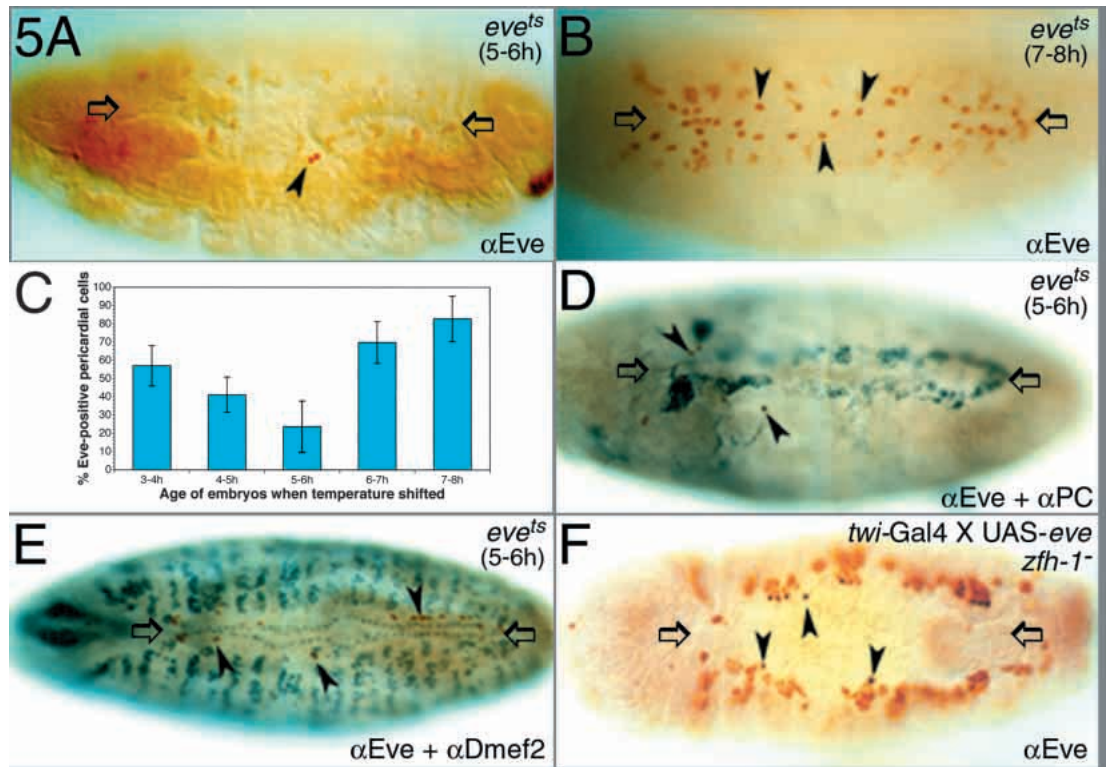 5A
eve^ts
(5-6h)
αEve
B
eve^ts
(7-8h)
αEve
C
% Eve-positive pericardial cells
100
90
80
70
60
50
40
30
20
10
0
3-4h 4-5h 5-6h 6-7h 7-8h
Age of embryos when temperature shifted
D
eve^ts
(5-6h)
αEve + αPC
E
eve^ts
(5-6h)
αEve + αDmef2
F
twi-Gal4 X UAS-eve
zfh-1^-
αEve